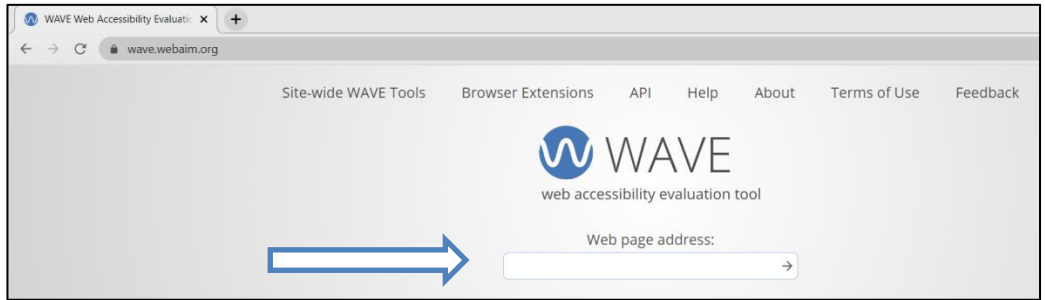 WAVE Web Accessibility Evaluatic
wave.webaim.org
Site-wide WAVE Tools Browser Extensions API Help About Terms of Use Feedback
WAVE
web accessibility evaluation tool
Web page address: